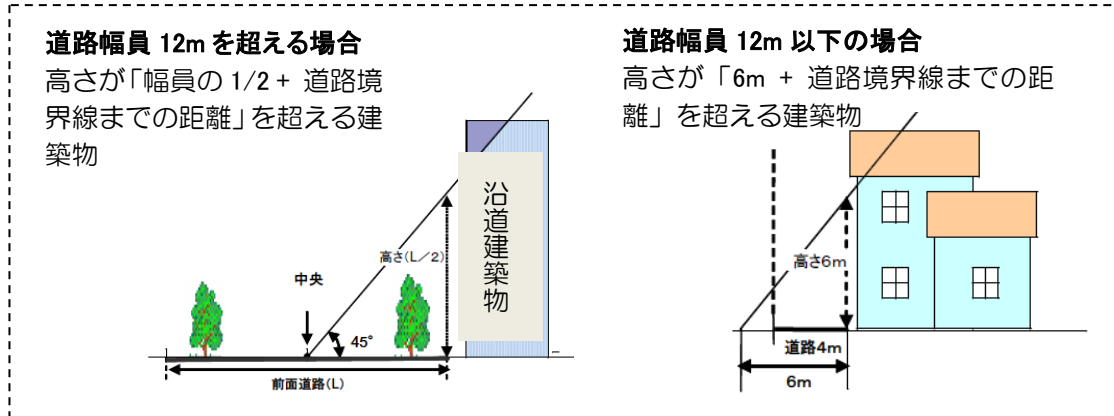 道路幅員 12m を超える場合
高さが「幅員の 1/2 + 道路境
界線までの距離」を超える建
築物
沿道建築物
高さ(L/2)
中央
45°
前面道路(L)
道路幅員 12m 以下の場合
高さが「6m + 道路境界線までの距
離」を超える建築物
高さ6m
道路4m
6m